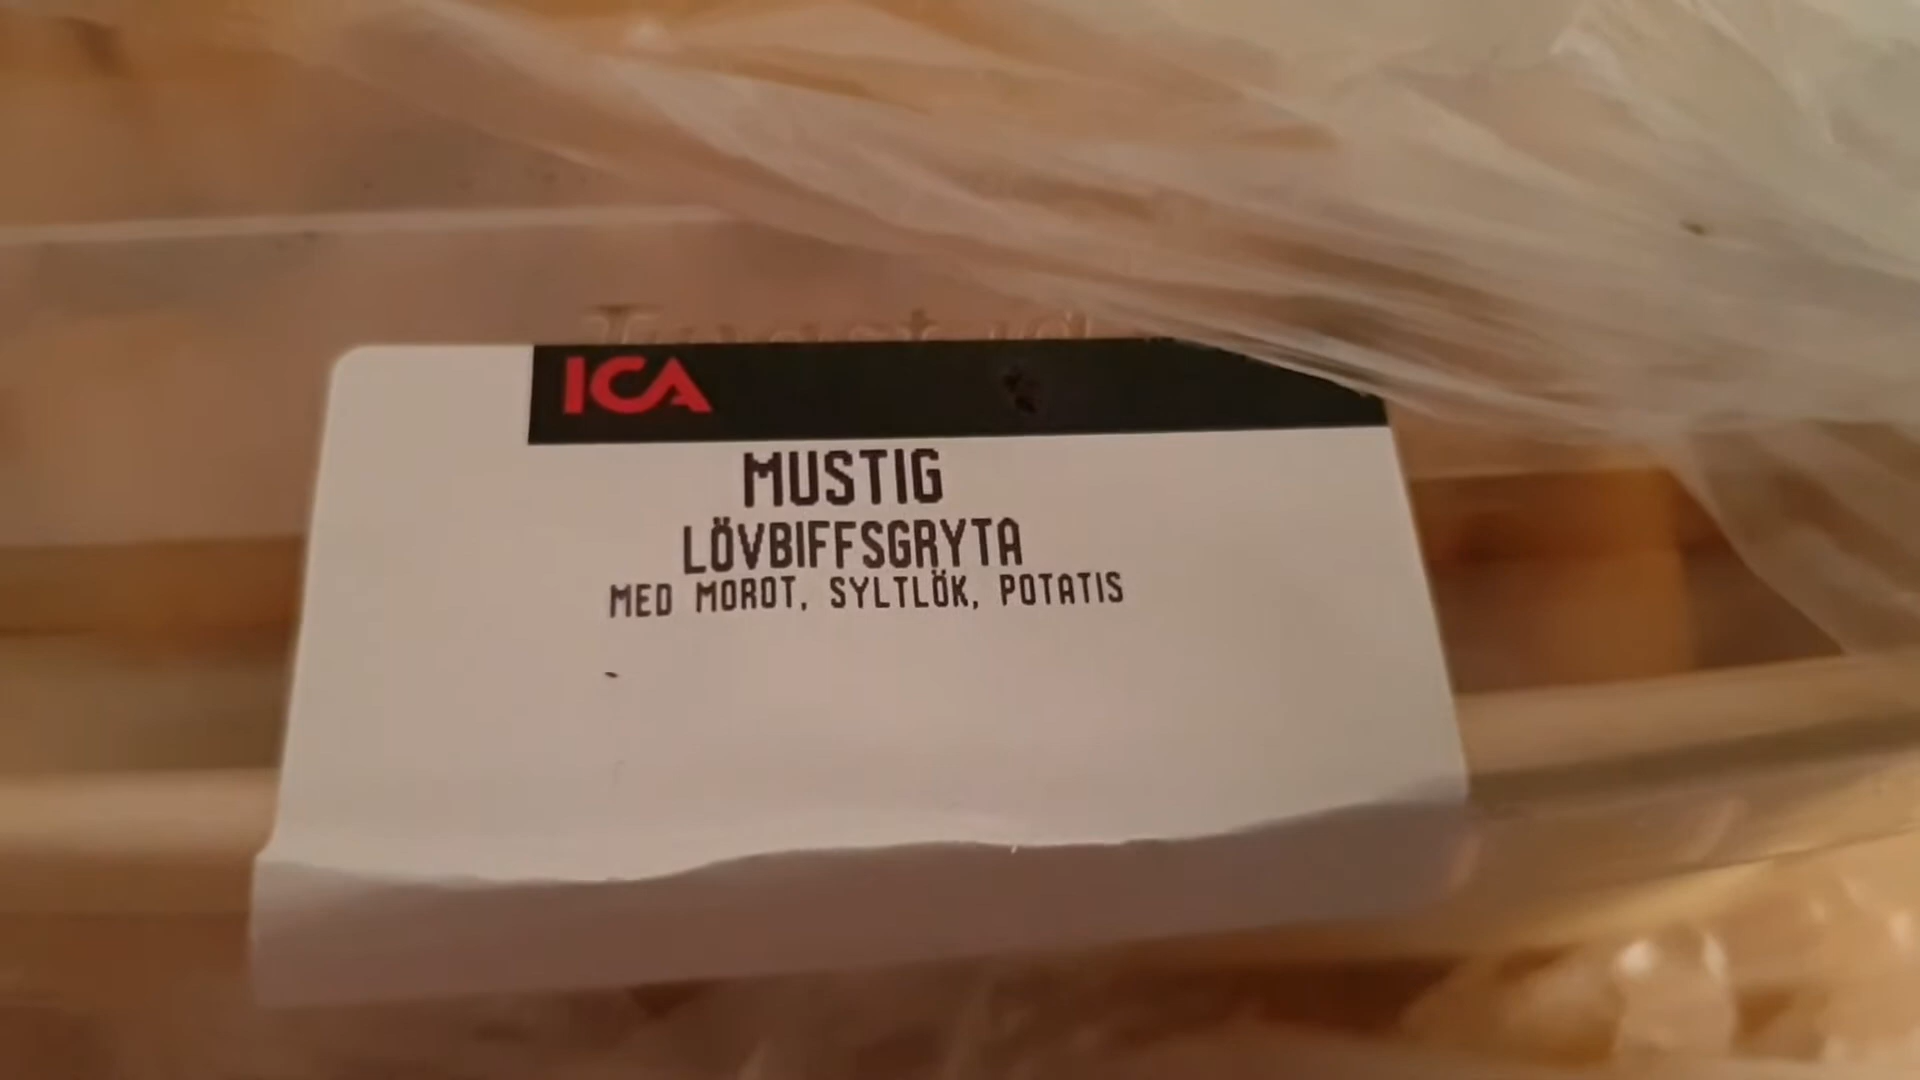 ICA
MUSTIG
LÖVBIFFSGRYTA
MED MOROT, SYLTLÖK, POTATIS